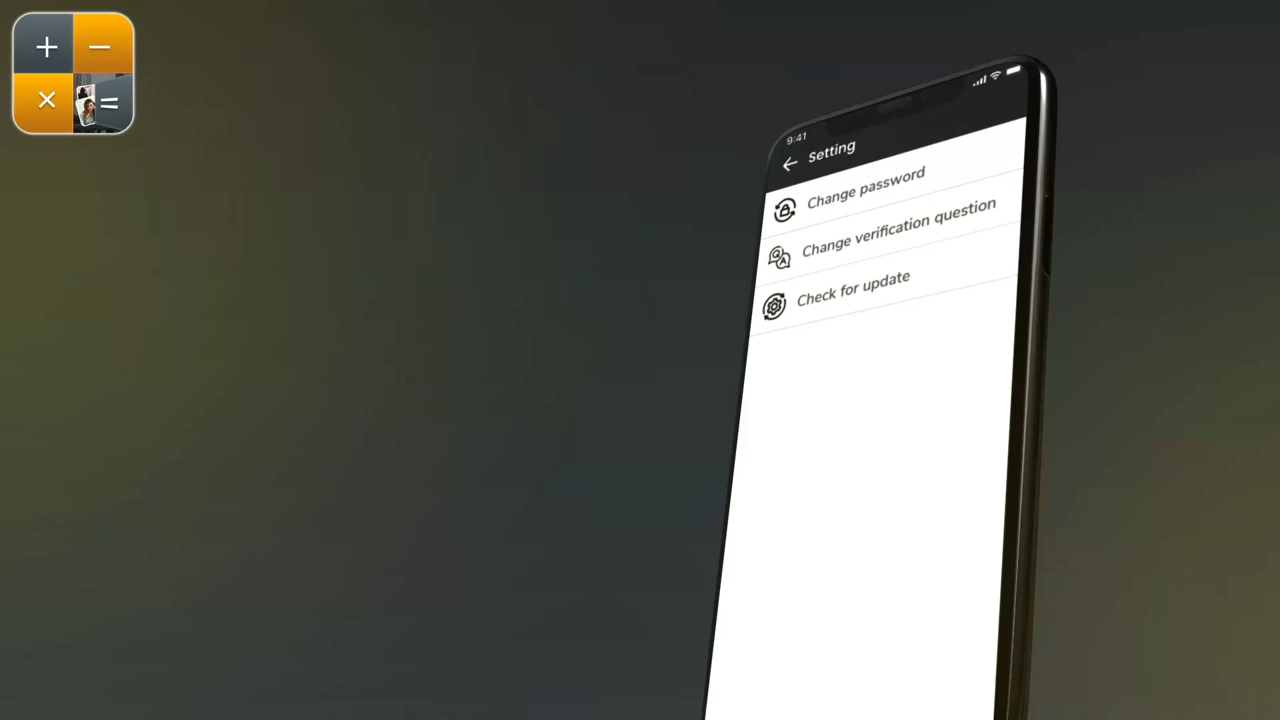 + −
× =
9:41
Setting
Change password
Change verification question
Check for update